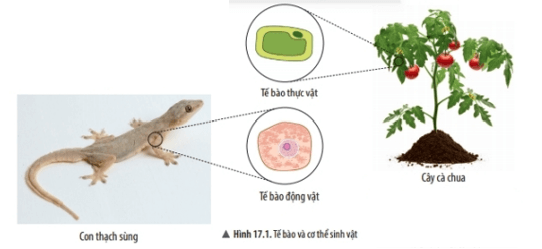 Tế bào thực vật
Cây cà chua
Tế bào động vật
Con thạch sùng
▲ Hình 17.1. Tế bào và cơ thể sinh vật